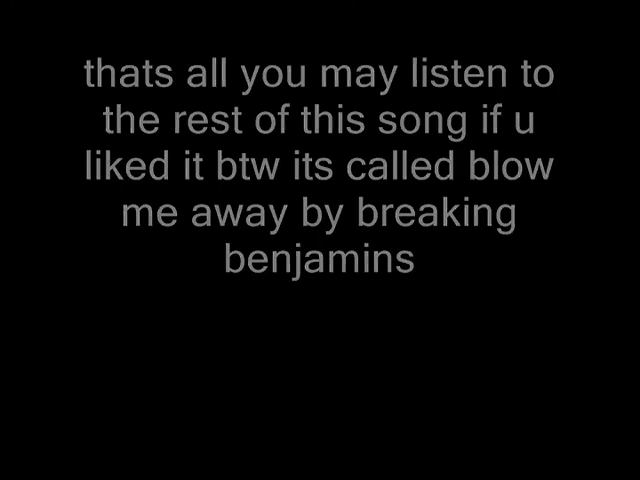 thats all you may listen to
the rest of this song if u
liked it btw its called blow
me away by breaking
benjamins